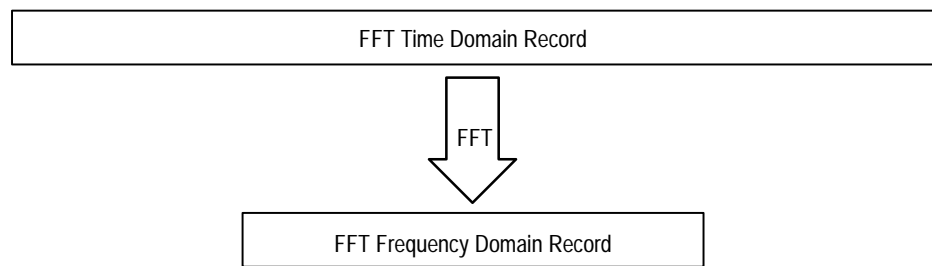 FFT Time Domain Record
FFT
FFT Frequency Domain Record